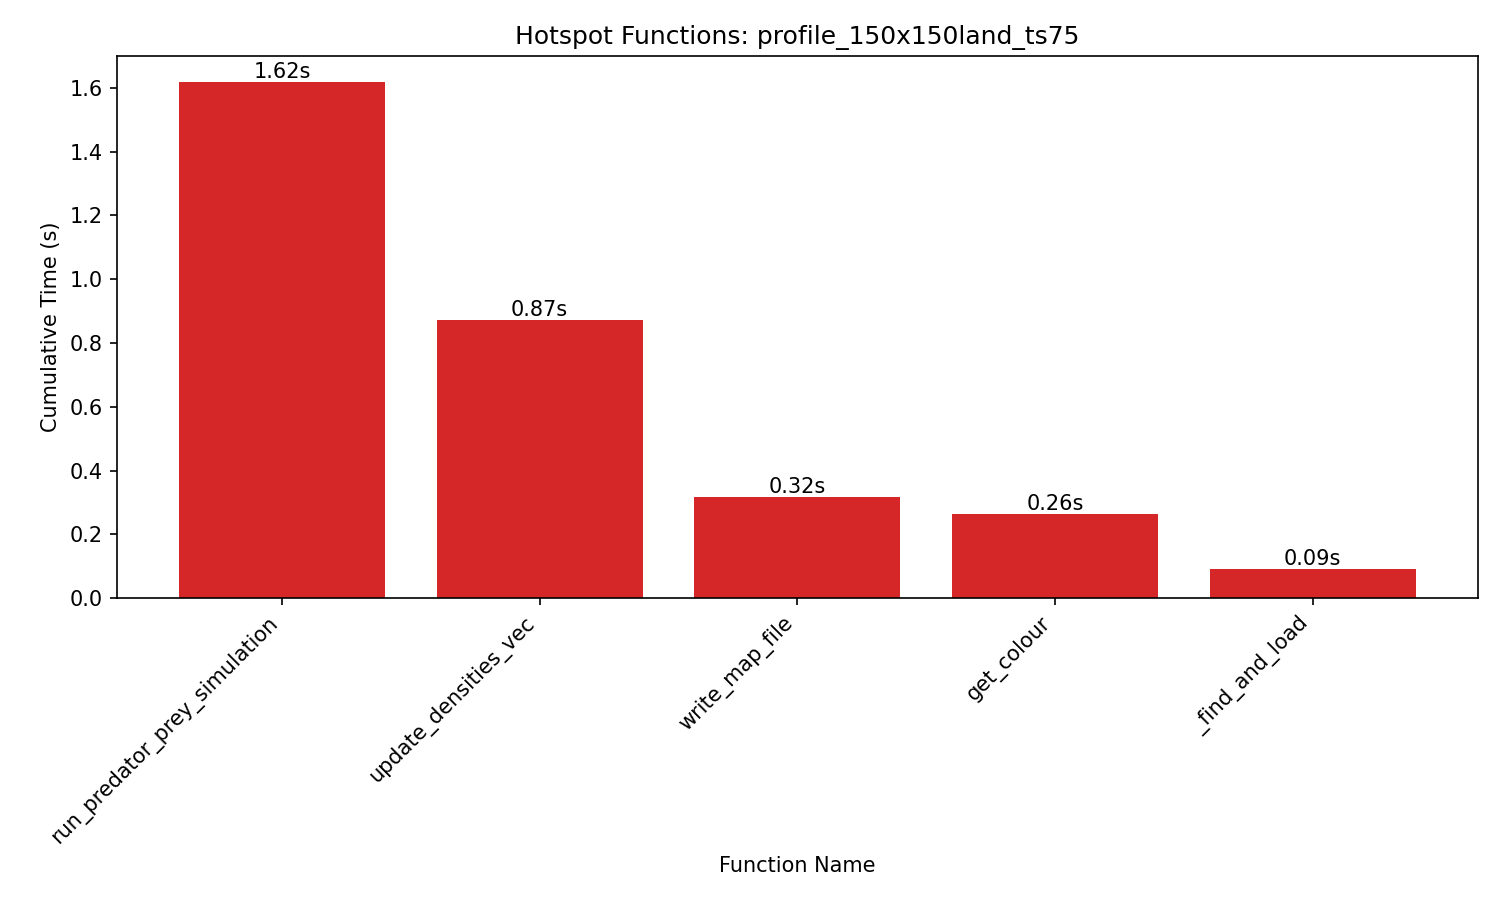 Hotspot Functions: profile_150x150land_ts75
Cumulative Time (s)
1.6
1.4
1.2
1.0
0.8
0.6
0.4
0.2
0.0
1.62s
0.87s
0.32s
0.26s
0.09s
run_predator_prey_simulation
update_densities_vec
write_map_file
get_colour
_find_and_load
Function Name